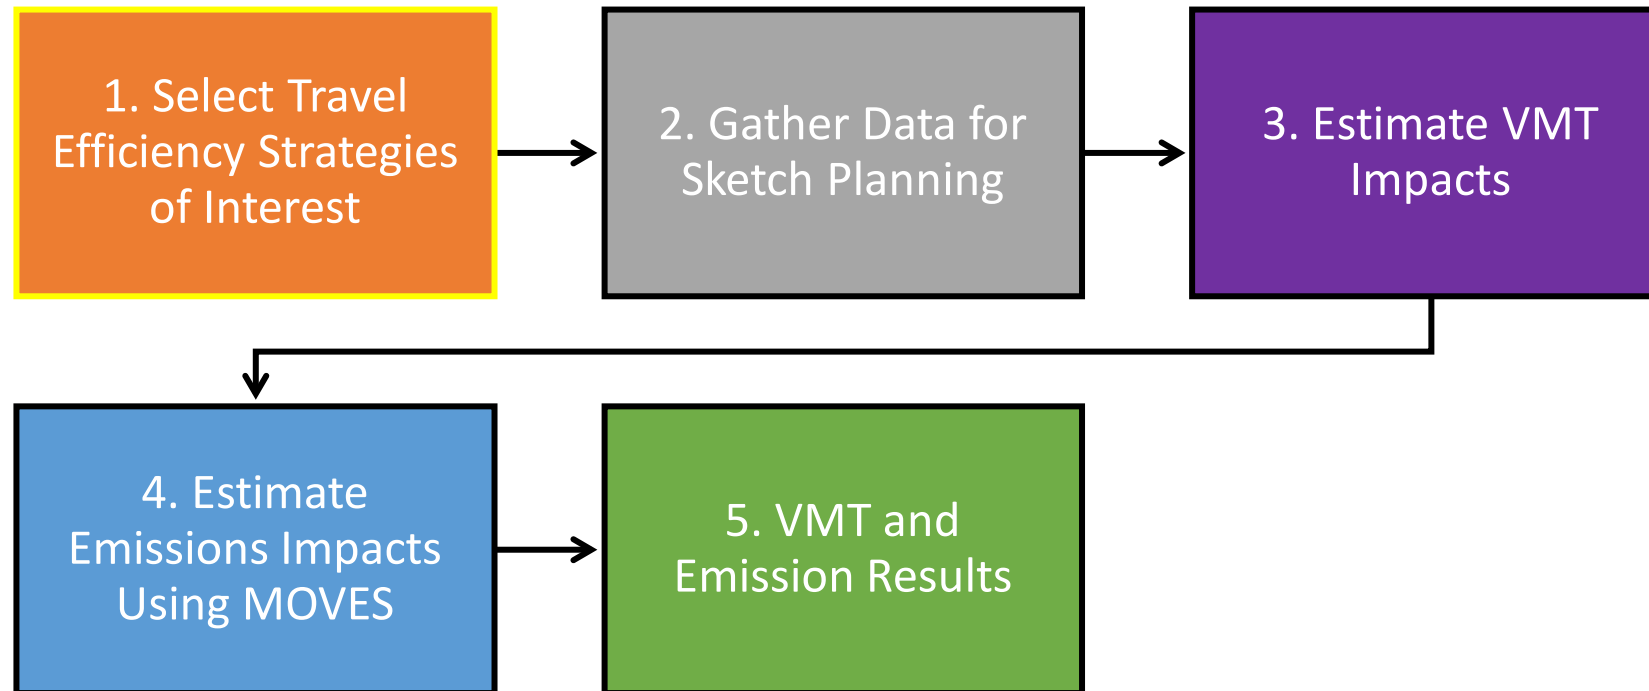 1. Select Travel
Efficiency Strategies
of Interest
2. Gather Data for
Sketch Planning
3. Estimate VMT
Impacts
4. Estimate
Emissions Impacts
Using MOVES
5. VMT and
Emission Results